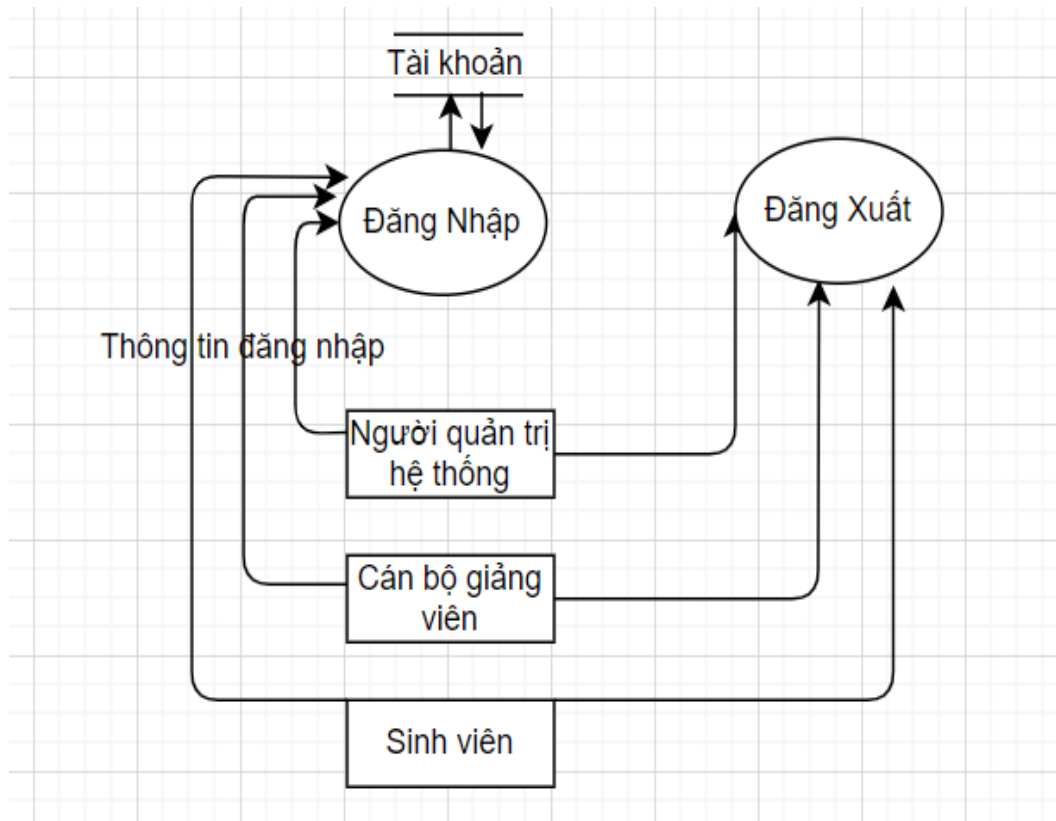 Tài khoản
Đăng Nhập
Đăng Xuất
Thông tin đăng nhập
Người quản trị
hệ thống
Cán bộ giảng
viên
Sinh viên